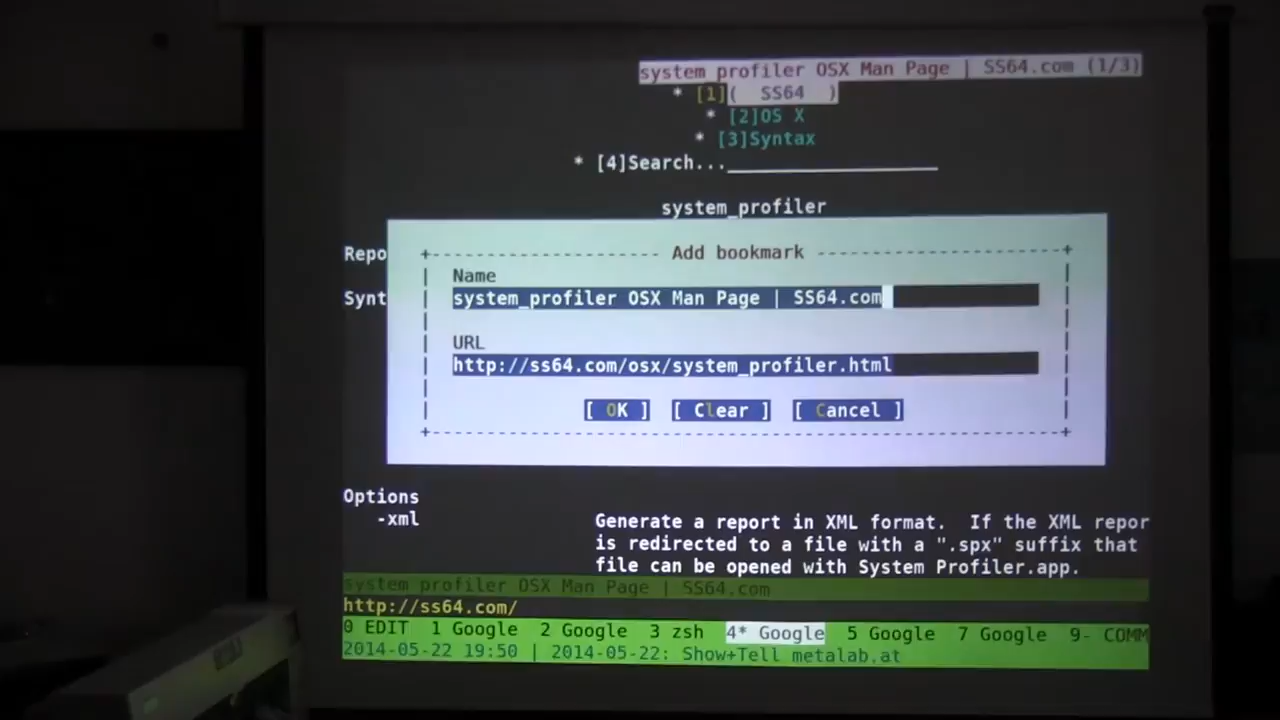 system profiler OSX Man Page | SS64.com (1/3)
* [1]( SS64 )
* [2]OS X
* [3]Syntax
* [4]Search...
system_profiler
Repo
Synt
Add bookmark
Name
system_profiler OSX Man Page | SS64.com
URL
http://ss64.com/osx/system_profiler.html
[ OK ] [ Clear ] [ Cancel ]
Options
-xml
Generate a report in XML format. If the XML repor
is redirected to a file with a ".spx" suffix that
file can be opened with System Profiler.app.
system profiler OSX Man Page | SS64.com
http://ss64.com/
0 EDIT 1 Google 2 Google 3 zsh 4* Google 5 Google 7 Google 9- COMM
2014-05-22 19:50 | 2014-05-22: Show+Tell metalab.at